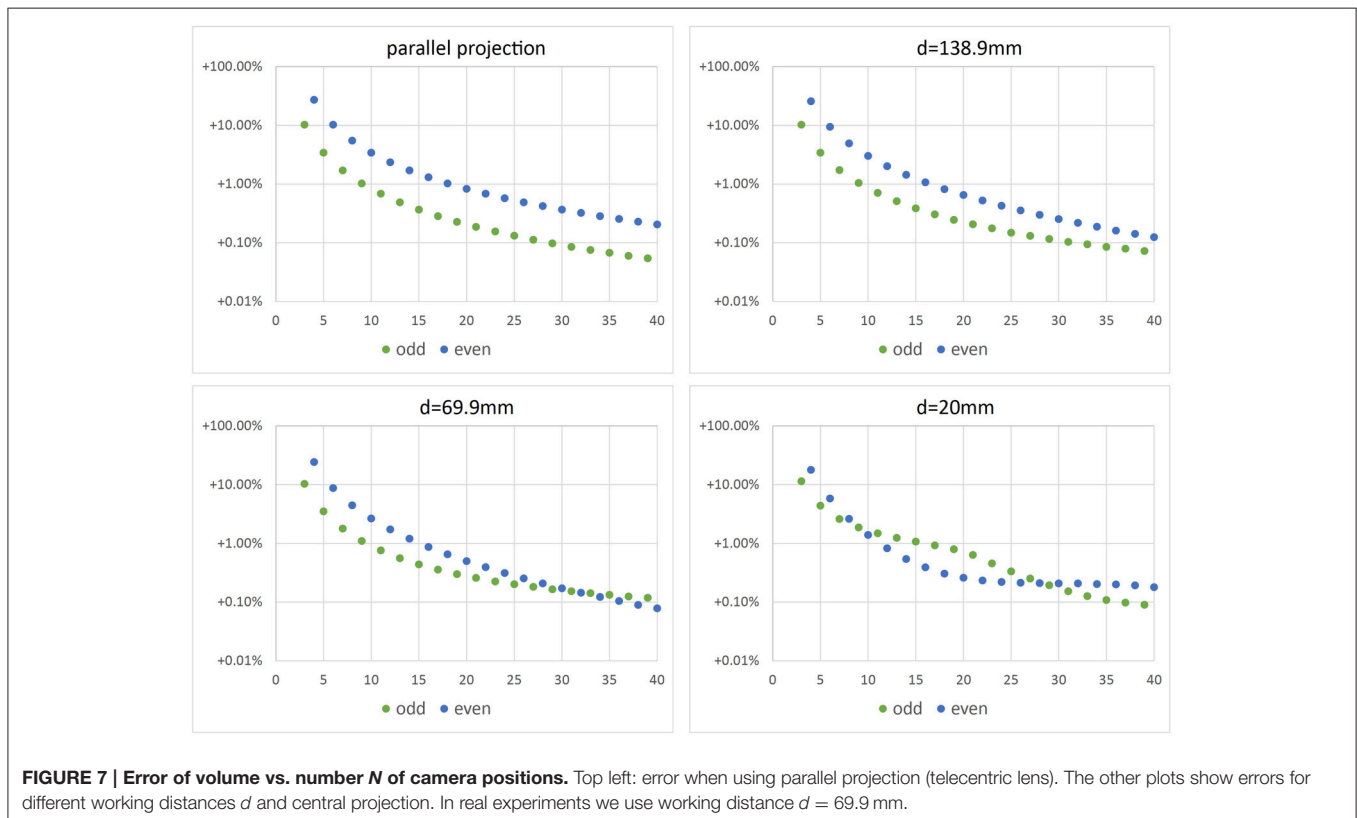 parallel projection
+100.00%
+10.00%
+1.00%
+0.10%
+0.01%
0 5 10 15 20 25 30 35 40
odd even
d=138.9mm
+100.00%
+10.00%
+1.00%
+0.10%
+0.01%
0 5 10 15 20 25 30 35 40
odd even
d=69.9mm
+100.00%
+10.00%
+1.00%
+0.10%
+0.01%
0 5 10 15 20 25 30 35 40
odd even
d=20mm
+100.00%
+10.00%
+1.00%
+0.10%
+0.01%
0 5 10 15 20 25 30 35 40
odd even
FIGURE 7 | Error of volume vs. number N of camera positions. Top left: error when using parallel projection (telecentric lens). The other plots show errors for
different working distances d and central projection. In real experiments we use working distance d = 69.9 mm.